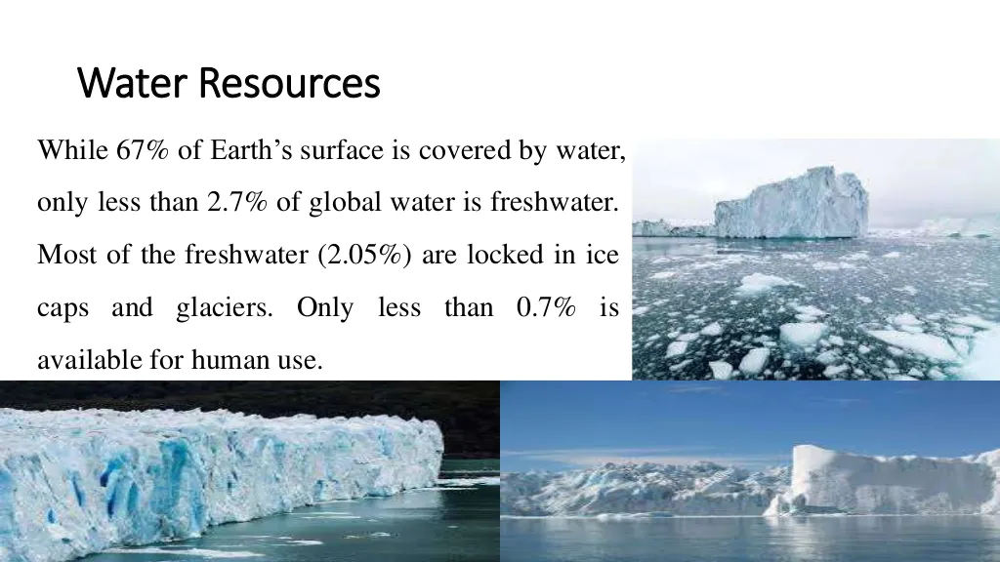 Water Resources
While 67% of Earth’s surface is covered by water,
only less than 2.7% of global water is freshwater.
Most of the freshwater (2.05%) are locked in ice
caps and glaciers. Only less than 0.7% is
available for human use.